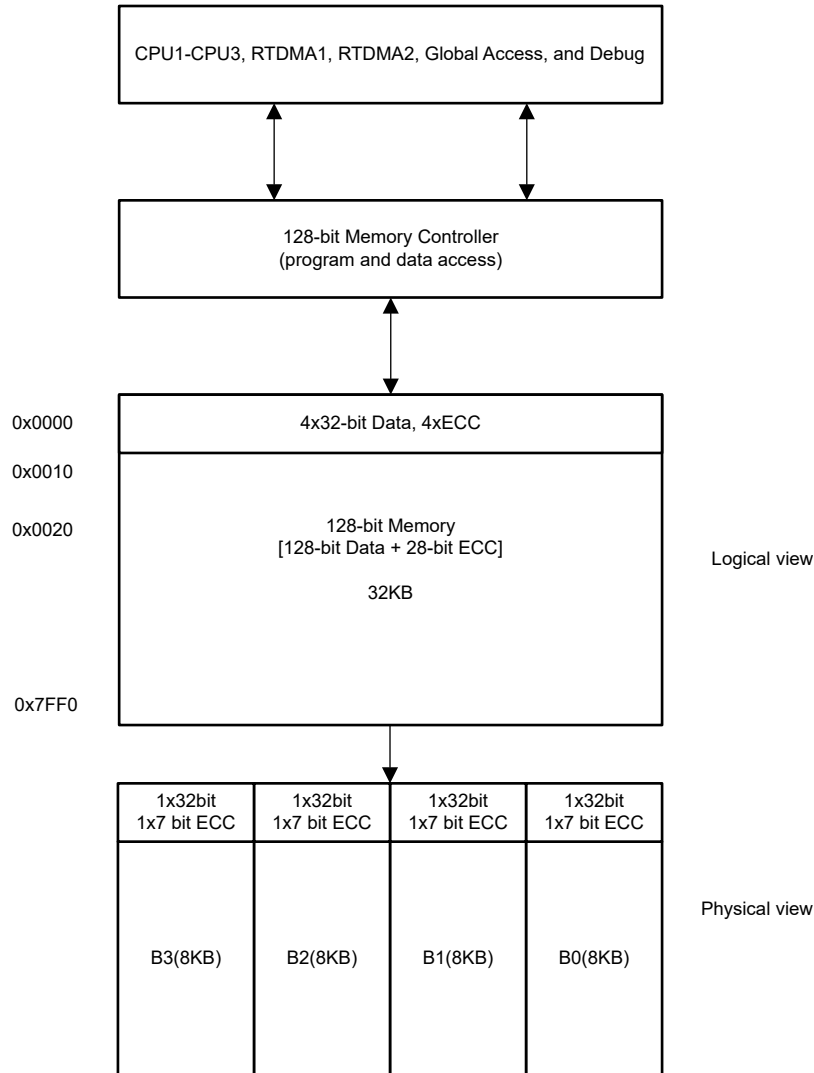 CPU1-CPU3, RTDMA1, RTDMA2, Global Access, and Debug
128-bit Memory Controller
(program and data access)
0x0000
4x32-bit Data, 4xECC
0x0010
0x0020
128-bit Memory
[128-bit Data + 28-bit ECC]
32KB
Logical view
0x7FF0
1x32bit
1x7 bit ECC
1x32bit
1x7 bit ECC
1x32bit
1x7 bit ECC
1x32bit
1x7 bit ECC
Physical view
B3(8KB)
B2(8KB)
B1(8KB)
B0(8KB)